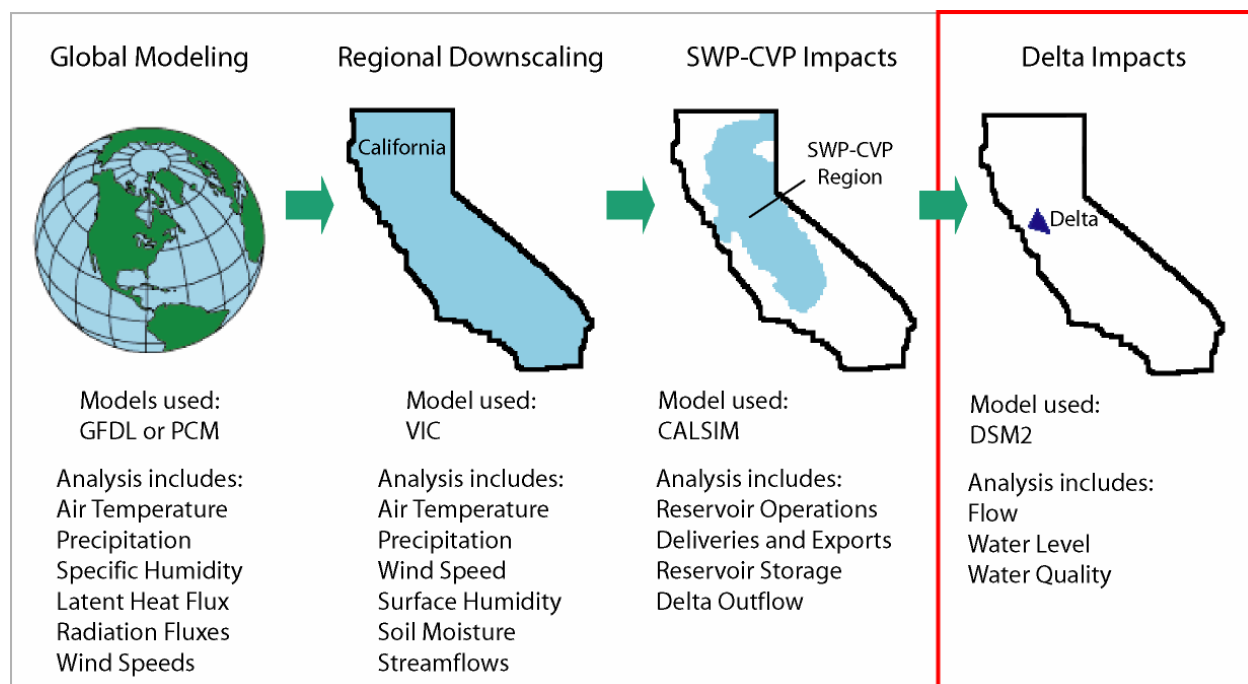 Global Modeling
Regional Downscaling
SWP-CVP Impacts
Delta Impacts
California
SWP-CVP
Region
Delta
Models used:
GFDL or PCM
Analysis includes:
Air Temperature
Precipitation
Specific Humidity
Latent Heat Flux
Radiation Fluxes
Wind Speeds
Model used:
VIC
Analysis includes:
Air Temperature
Precipitation
Wind Speed
Surface Humidity
Soil Moisture
Streamflows
Model used:
CALSIM
Analysis includes:
Reservoir Operations
Deliveries and Exports
Reservoir Storage
Delta Outflow
Model used:
DSM2
Analysis includes:
Flow
Water Level
Water Quality